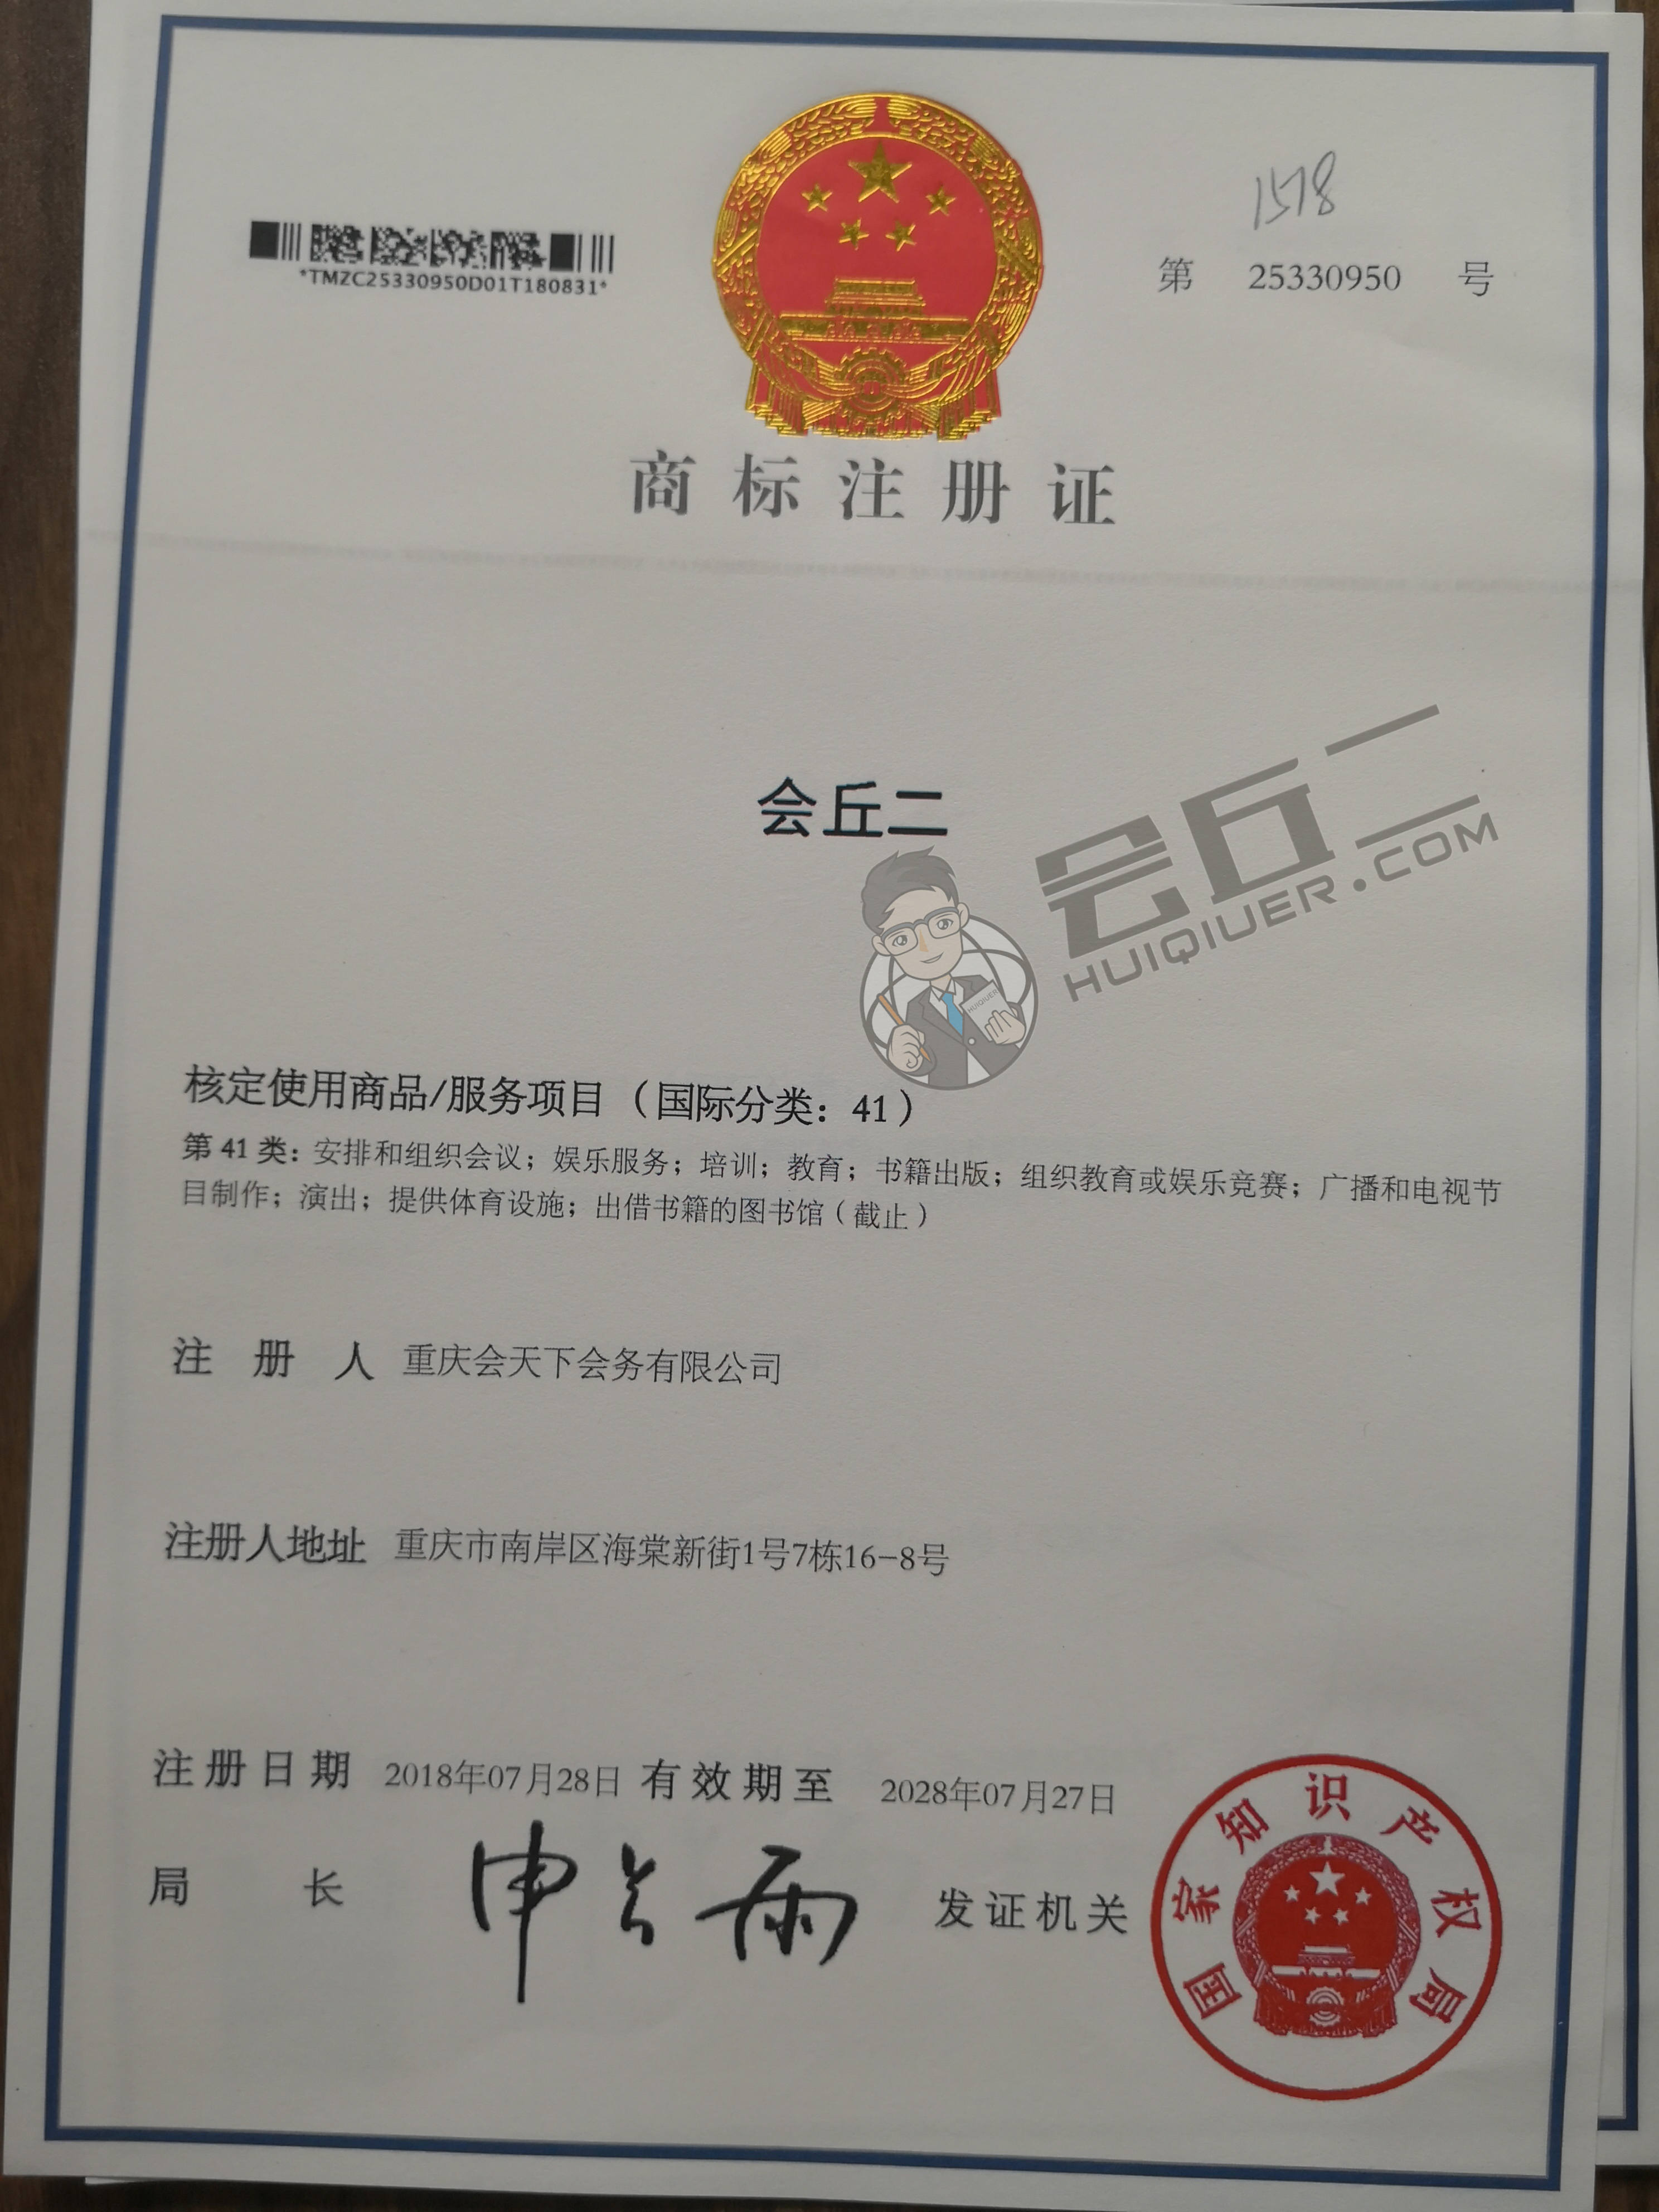 1518
*TMZC25330950D01T180831*
第 25330950 号
商标注册证
会丘二
会丘二
HUIQIUER.COM
HUIQIUER
核定使用商品/服务项目（国际分类：41）
第 41 类：安排和组织会议；娱乐服务；培训；教育；书籍出版；组织教育或娱乐竞赛；广播和电视节
目制作；演出；提供体育设施；出借书籍的图书馆（截止）
注册人 重庆会天下会务有限公司
注册人地址 重庆市南岸区海棠新街1号7栋16-8号
注册日期 2018年07月28日 有效期至 2028年07月27日
局长 申长雨 发证机关
国家知识产权局